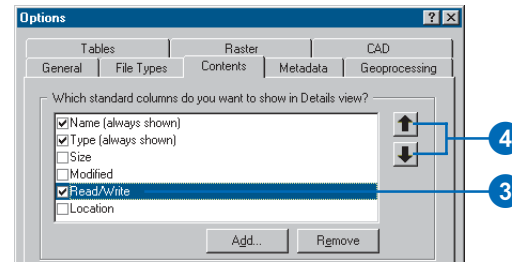 Options
Tables Raster CAD
General File Types Contents Metadata Geoprocessing
Which standard columns do you want to show in Details view?
Name (always shown)
Type (always shown)
Size
Modified
Read/Write
Location
Add... Remove
4
3